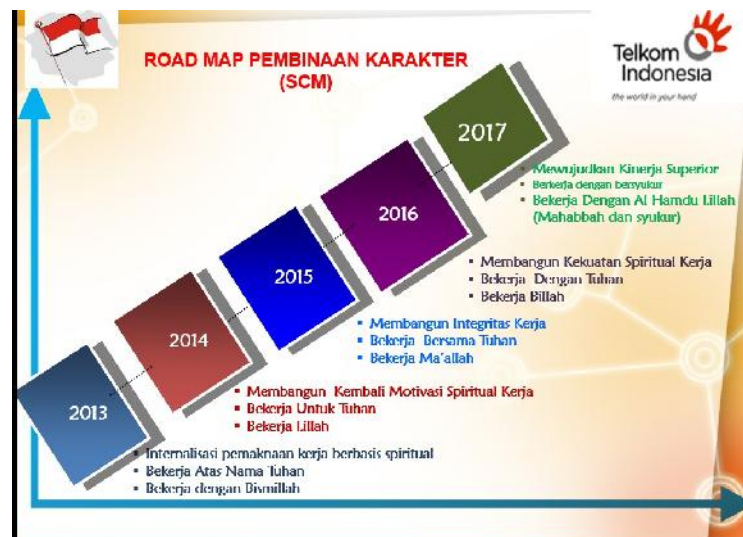 ROAD MAP PEMBINAAN KARAKTER
(SCM)
Telkom
Indonesia
the world in your hand
2017
Mewujudkan Kinerja Superior
Berkerja dengan bersyukur
Bekerja Dengan Al Hamdu Lillah
(Mahabbah dan syukur)
2016
Membangun Kekuatan Spiritual Kerja
Bekerja Dengan Tuhan
Bekerja Billah
2015
Membangun Integritas Kerja
Bekerja Bersama Tuhan
Bekerja Ma'allah
2014
Membangun Kembali Motivasi Spiritual Kerja
Bekerja Untuk Tuhan
Bekerja Lillah
2013
Internalisasi pemaknaan kerja berbasis spiritual
Bekerja Atas Nama Tuhan
Bekerja dengan Bismillah